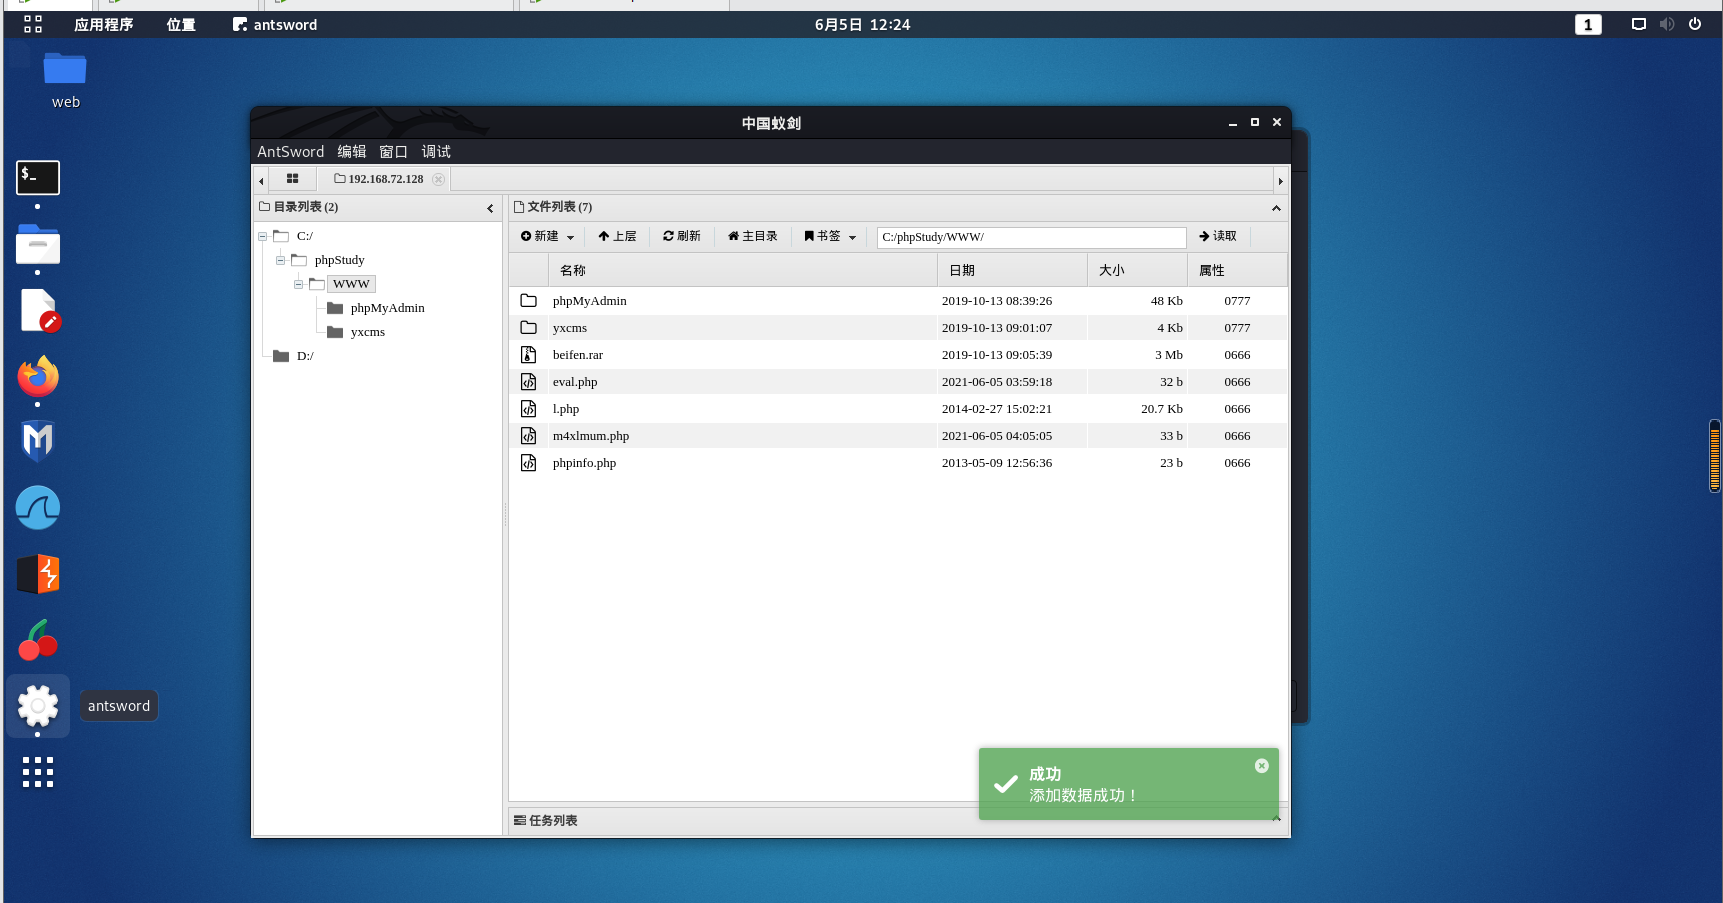 应用程序 位置 antsword 6月5日 12:24 1
web
中国蚁剑
AntSword 编辑 窗口 调试
192.168.72.128
目录列表 (2)
C:/
phpStudy
WWW
phpMyAdmin
yxcms
D:/
文件列表 (7)
新建 上层 刷新 主目录 书签 C:/phpStudy/WWW/ 读取
名称 日期 大小 属性
phpMyAdmin 2019-10-13 08:39:26 48 Kb 0777
yxcms 2019-10-13 09:01:07 4 Kb 0777
beifen.rar 2019-10-13 09:05:39 3 Mb 0666
eval.php 2021-06-05 03:59:18 32 b 0666
l.php 2014-02-27 15:02:21 20.7 Kb 0666
m4xlmum.php 2021-06-05 04:05:05 33 b 0666
phpinfo.php 2013-05-09 12:56:36 23 b 0666
$_
antsword
成功
添加数据成功！
任务列表